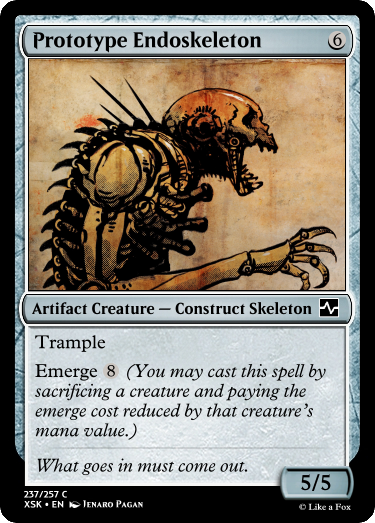 Prototype Endoskeleton 6
Artifact Creature — Construct Skeleton
Trample
Emerge 8 (You may cast this spell by
sacrificing a creature and paying the
emerge cost reduced by that creature's
mana value.)
What goes in must come out.
5/5
237/257 C
XSK • EN Jenaro Pagan
© Like a Fox